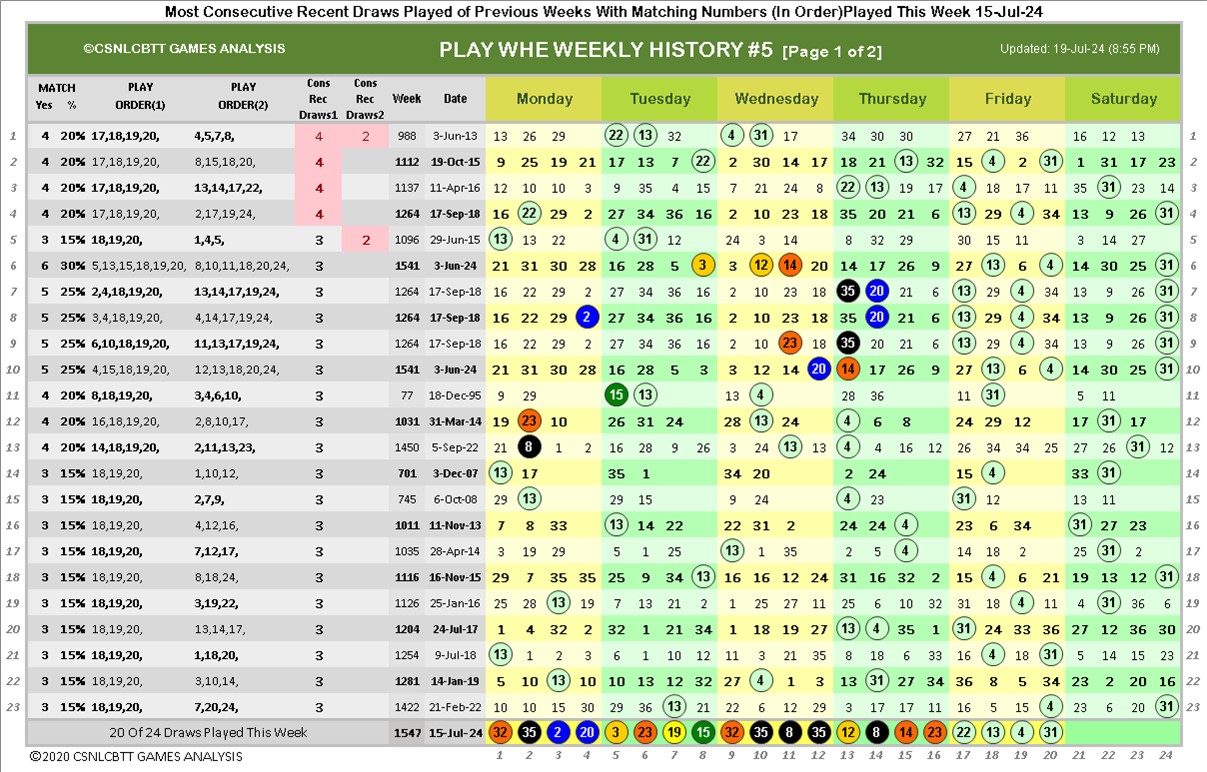 Most Consecutive Recent Draws Played of Previous Weeks With Matching Numbers (In Order)Played This Week 15-Jul-24
©CSNLCBTT GAMES ANALYSIS PLAY WHE WEEKLY HISTORY #5 [Page 1 of 2] Updated: 19-Jul-24 (8:55 PM)
MATCH Yes % PLAY ORDER(1) PLAY ORDER(2) Cons Rec Draws1 Cons Rec Draws2 Week Date Monday Tuesday Wednesday Thursday Friday Saturday
1 4 20% 17,18,19,20, 4,5,7,8, 4 2 988 3-Jun-13 13 26 29 22 13 32 4 31 17 34 30 30 27 21 36 16 12 13 1
2 4 20% 17,18,19,20, 8,15,18,20, 4 1112 19-Oct-15 9 25 19 21 17 13 7 22 2 30 14 17 18 21 13 32 15 4 2 31 1 31 17 23 2
3 4 20% 17,18,19,20, 13,14,17,22, 4 1137 11-Apr-16 12 10 10 3 9 35 4 15 7 21 24 8 22 13 19 17 4 18 17 11 35 31 23 14 3
4 4 20% 17,18,19,20, 2,17,19,24, 4 1264 17-Sep-18 16 22 29 2 27 34 36 16 2 10 23 18 35 20 21 6 13 29 4 34 13 9 26 31 4
5 3 15% 18,19,20, 1,4,5, 3 2 1096 29-Jun-15 13 13 22 4 31 12 24 3 14 8 32 29 30 15 11 3 14 27 5
6 6 30% 5,13,15,18,19,20, 8,10,11,18,20,24, 3 1541 3-Jun-24 21 31 30 28 16 28 5 3 3 12 14 20 14 17 26 9 27 13 6 4 14 30 25 31 6
7 5 25% 2,4,18,19,20, 13,14,17,19,24, 3 1264 17-Sep-18 16 22 29 2 27 34 36 16 2 10 23 18 35 20 21 6 13 29 4 34 13 9 26 31 7
8 5 25% 3,4,18,19,20, 4,14,17,19,24, 3 1264 17-Sep-18 16 22 29 2 27 34 36 16 2 10 23 18 35 20 21 6 13 29 4 34 13 9 26 31 8
9 5 25% 6,10,18,19,20, 11,13,17,19,24, 3 1264 17-Sep-18 16 22 29 2 27 34 36 16 2 10 23 18 35 20 21 6 13 29 4 34 13 9 26 31 9
10 5 25% 4,15,18,19,20, 12,13,18,20,24, 3 1541 3-Jun-24 21 31 30 28 16 28 5 3 3 12 14 20 14 17 26 9 27 13 6 4 14 30 25 31 10
11 4 20% 8,18,19,20, 3,4,6,10, 3 77 18-Dec-95 9 29 15 13 13 4 28 36 11 31 5 11 11
12 4 20% 16,18,19,20, 2,8,10,17, 3 1031 31-Mar-14 19 23 10 26 31 24 28 13 24 4 6 8 24 29 12 17 31 17 12
13 4 20% 14,18,19,20, 2,11,13,23, 3 1450 5-Sep-22 21 8 1 2 16 28 9 26 3 24 13 13 4 4 16 12 26 34 34 25 27 26 31 12 13
14 3 15% 18,19,20, 1,10,12, 3 701 3-Dec-07 13 17 35 1 34 20 2 24 15 4 33 31 14
15 3 15% 18,19,20, 2,7,9, 3 745 6-Oct-08 29 13 29 15 9 24 4 23 31 12 13 11 15
16 3 15% 18,19,20, 4,12,16, 3 1011 11-Nov-13 7 8 33 13 14 22 22 31 2 24 24 4 23 6 34 31 27 23 16
17 3 15% 18,19,20, 7,12,17, 3 1035 28-Apr-14 3 19 29 5 1 25 13 1 35 2 5 4 14 18 2 25 31 2 17
18 3 15% 18,19,20, 8,18,24, 3 1116 16-Nov-15 29 7 35 35 25 9 34 13 16 16 12 24 31 16 32 2 15 4 6 21 19 13 12 31 18
19 3 15% 18,19,20, 3,19,22, 3 1126 25-Jan-16 25 28 13 19 7 13 21 2 1 25 27 11 25 6 10 32 31 18 4 11 4 31 36 6 19
20 3 15% 18,19,20, 13,14,17, 3 1204 24-Jul-17 1 4 32 2 32 1 21 34 1 18 19 27 13 4 35 1 31 24 33 36 27 12 36 30 20
21 3 15% 18,19,20, 1,18,20, 3 1254 9-Jul-18 13 1 2 3 6 1 10 12 11 3 21 35 8 18 6 33 16 4 18 31 5 14 15 23 21
22 3 15% 18,19,20, 3,10,14, 3 1281 14-Jan-19 5 10 13 10 10 13 12 32 27 4 1 3 13 31 27 34 36 8 5 34 23 2 20 16 22
23 3 15% 18,19,20, 7,20,24, 3 1422 21-Feb-22 10 10 15 30 29 36 13 21 22 6 12 29 3 17 17 11 16 5 15 4 23 6 20 31 23
20 Of 24 Draws Played This Week 1547 15-Jul-24 32 35 2 20 3 23 19 15 32 35 8 35 12 8 14 23 22 13 4 31
©2020 CSNLCBTT GAMES ANALYSIS 1 2 3 4 5 6 7 8 9 10 11 12 13 14 15 16 17 18 19 20 21 22 23 24